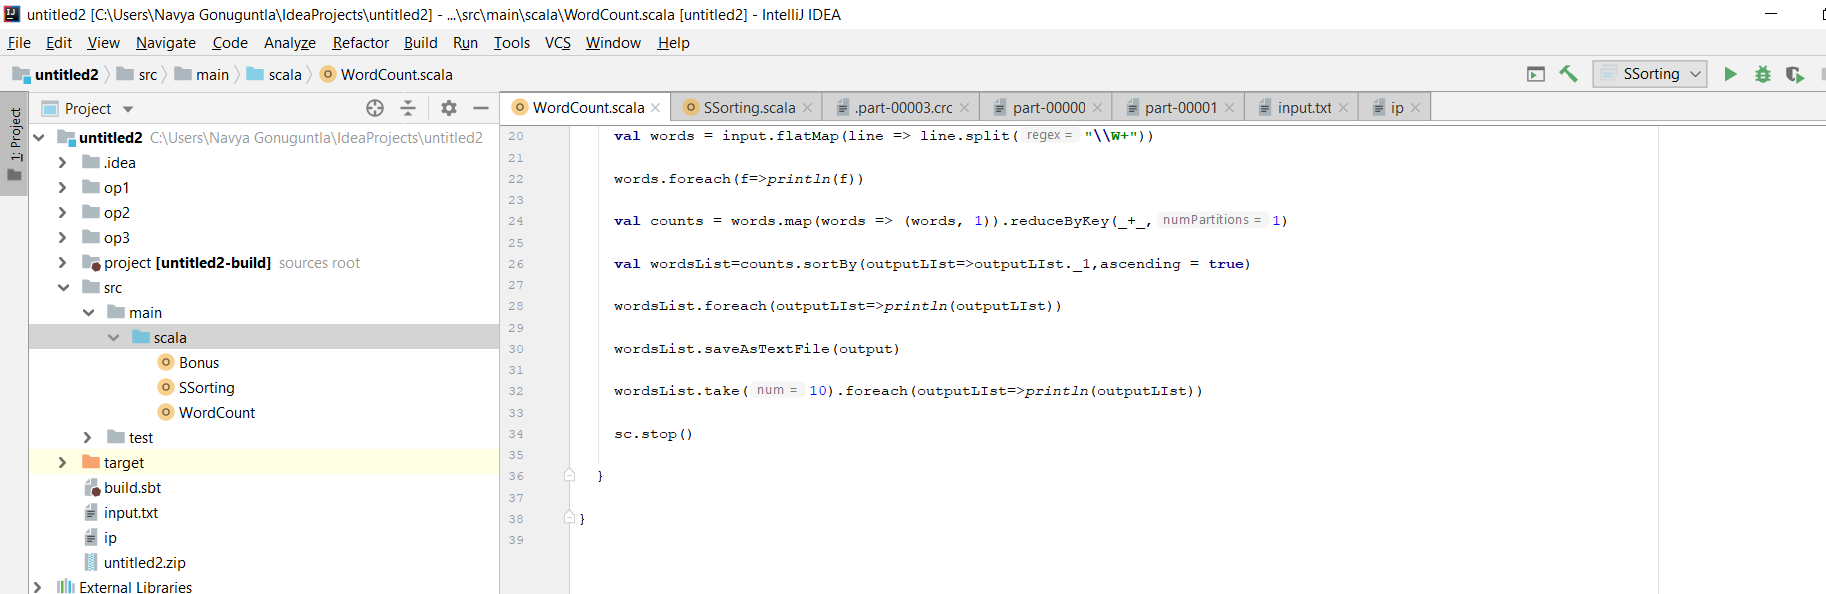 untitled2 [C:\Users\Navya Gonuguntla\IdeaProjects\untitled2] - ...\src\main\scala\WordCount.scala [untitled2] - IntelliJ IDEA
File Edit View Navigate Code Analyze Refactor Build Run Tools VCS Window Help
untitled2 src main scala WordCount.scala SSorting
1: Project
Project
WordCount.scala SSorting.scala .part-00003.crc part-00000 part-00001 input.txt ip
untitled2 C:\Users\Navya Gonuguntla\IdeaProjects\untitled2
.idea
op1
op2
op3
project [untitled2-build] sources root
src
main
scala
Bonus
SSorting
WordCount
test
target
build.sbt
input.txt
ip
untitled2.zip
External Libraries
20 val words = input.flatMap(line => line.split( regex = "\\W+"))
21
22 words.foreach(f=>println(f))
23
24 val counts = words.map(words => (words, 1)).reduceByKey(_+_, numPartitions = 1)
25
26 val wordsList=counts.sortBy(outputLIst=>outputLIst._1,ascending = true)
27
28 wordsList.foreach(outputLIst=>println(outputLIst))
29
30 wordsList.saveAsTextFile(output)
31
32 wordsList.take( num = 10).foreach(outputLIst=>println(outputLIst))
33
34 sc.stop()
35
36 }
37
38 }
39